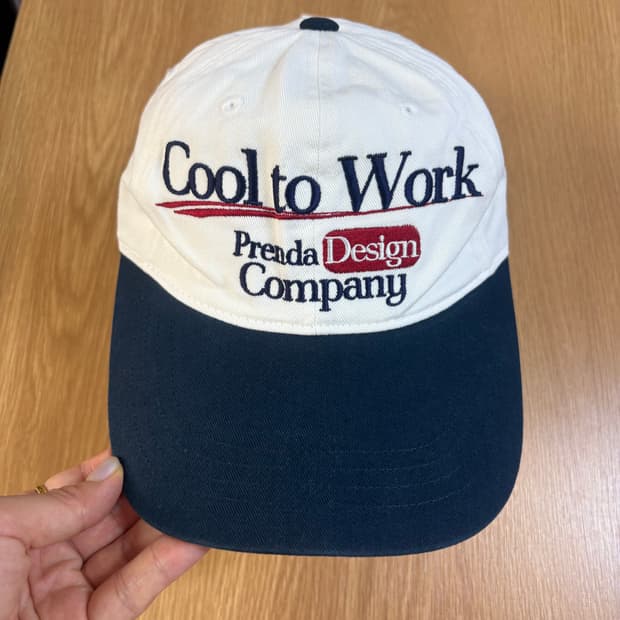 Cool to Work
Prenda Design
Company